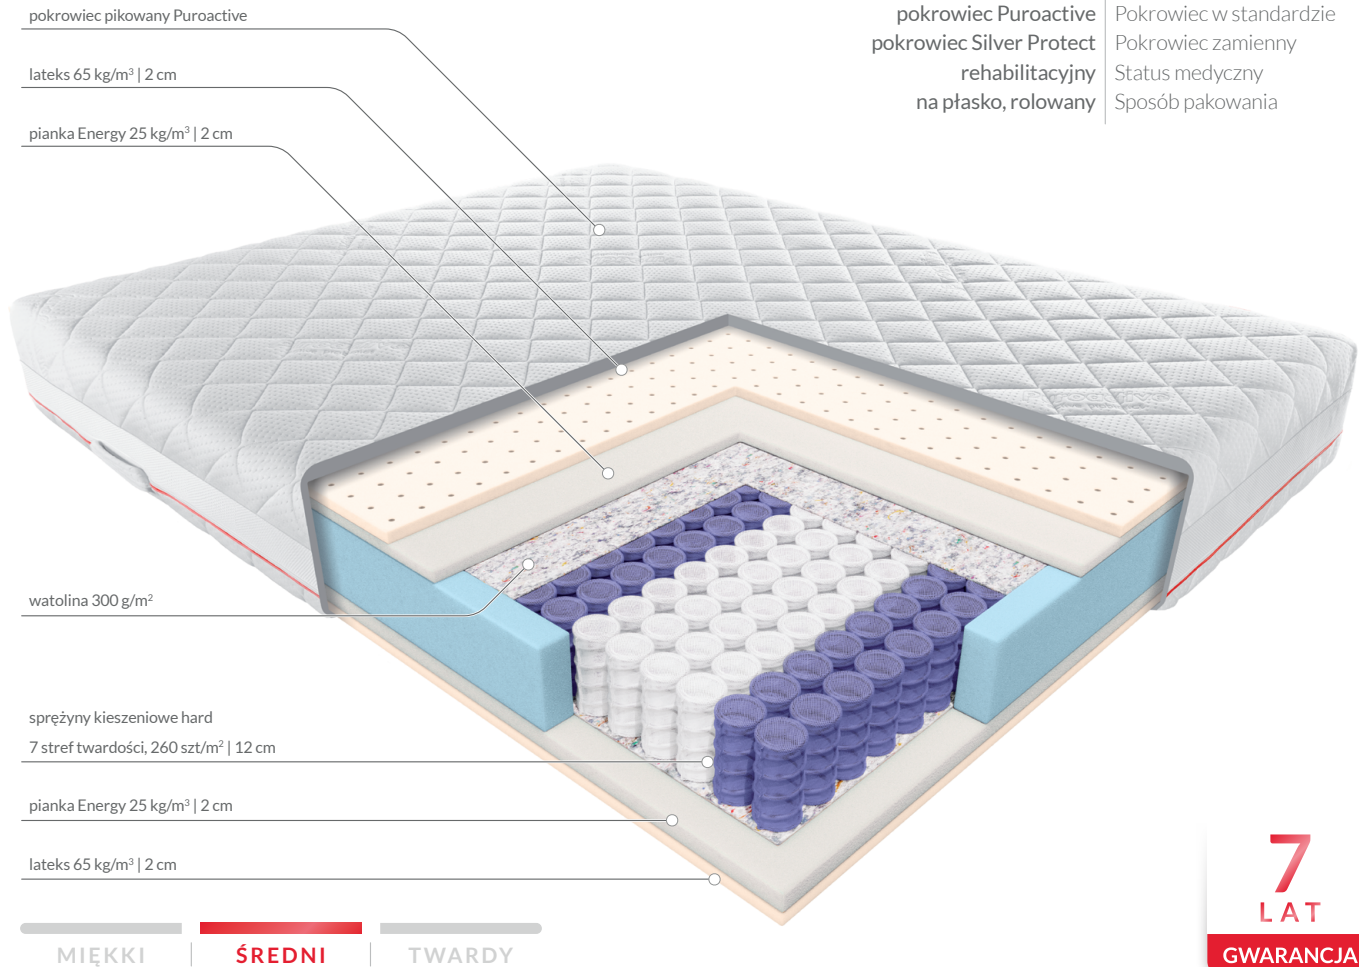 pokrowiec pikowany Puroactive
lateks 65 kg/m³ | 2 cm
pianka Energy 25 kg/m³ | 2 cm
pokrowiec Puroactive | Pokrowiec w standardzie
pokrowiec Silver Protect | Pokrowiec zamienny
rehabilitacyjny | Status medyczny
na płasko, rolowany | Sposób pakowania
watolina 300 g/m²
sprężyny kieszeniowe hard
7 stref twardości, 260 szt/m² | 12 cm
pianka Energy 25 kg/m³ | 2 cm
lateks 65 kg/m³ | 2 cm
MIĘKKI | ŚREDNI | TWARDY
7
LAT
GWARANCJA